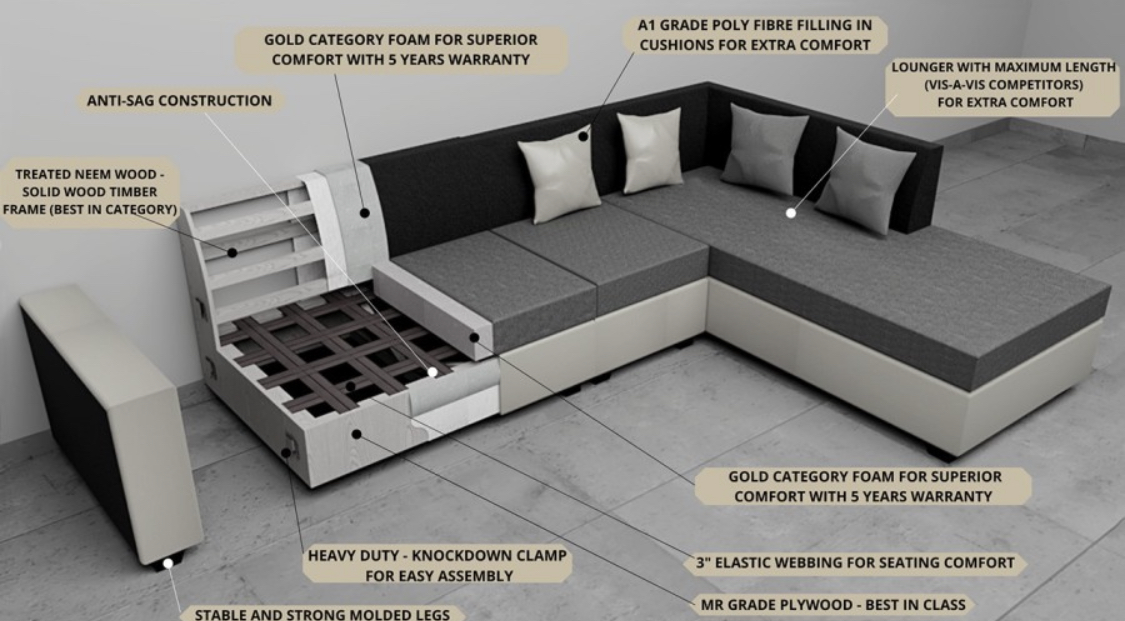 A1 GRADE POLY FIBRE FILLING IN
CUSHIONS FOR EXTRA COMFORT
GOLD CATEGORY FOAM FOR SUPERIOR
COMFORT WITH 5 YEARS WARRANTY
LOUNGER WITH MAXIMUM LENGTH
(VIS-A-VIS COMPETITORS)
FOR EXTRA COMFORT
ANTI-SAG CONSTRUCTION
TREATED NEEM WOOD -
SOLID WOOD TIMBER
FRAME (BEST IN CATEGORY)
GOLD CATEGORY FOAM FOR SUPERIOR
COMFORT WITH 5 YEARS WARRANTY
HEAVY DUTY - KNOCKDOWN CLAMP
FOR EASY ASSEMBLY
3" ELASTIC WEBBING FOR SEATING COMFORT
MR GRADE PLYWOOD - BEST IN CLASS
STABLE AND STRONG MOLDED LEGS